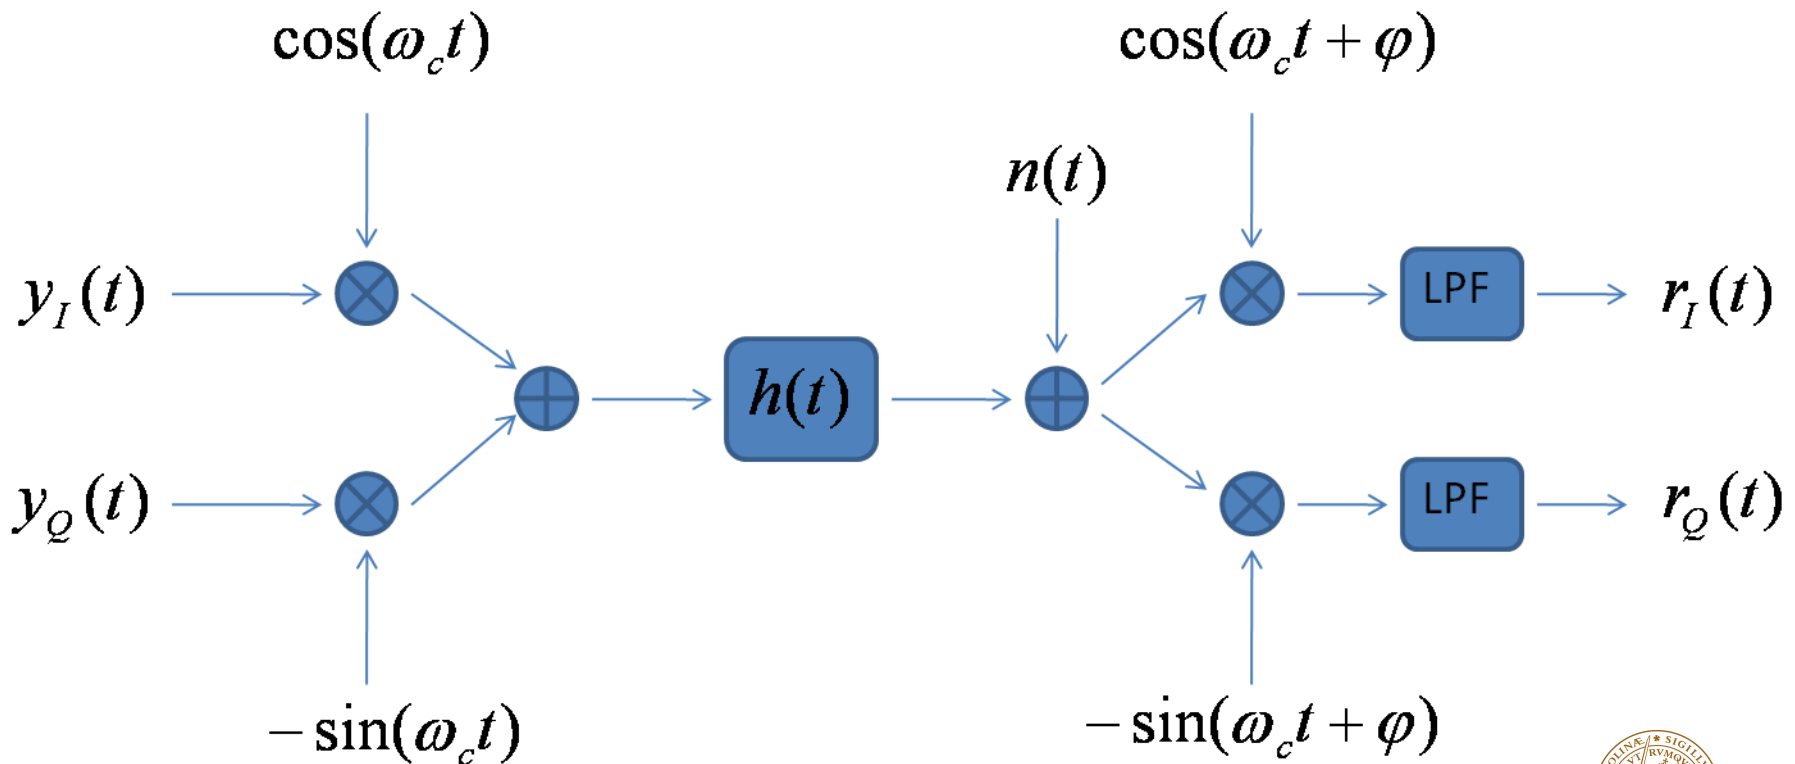 cos(ω_c t)
cos(ω_c t + φ)
n(t)
y_I(t)
LPF
r_I(t)
h(t)
y_Q(t)
LPF
r_Q(t)
−sin(ω_c t)
−sin(ω_c t + φ)